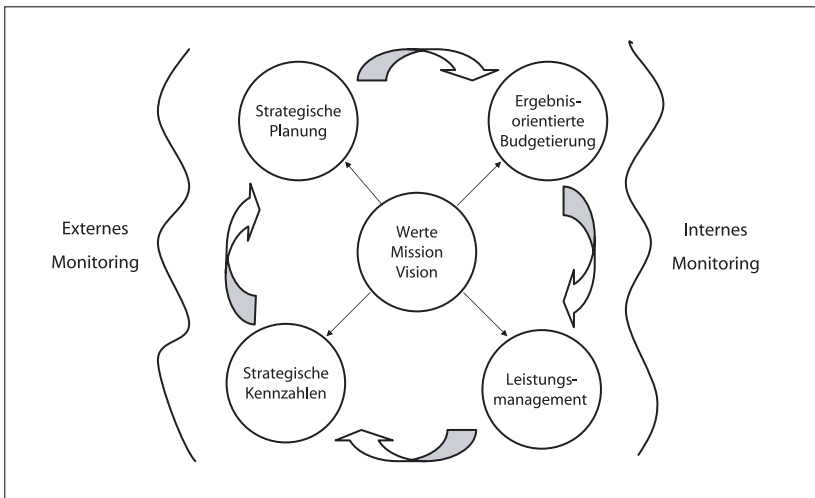 Strategische
Planung
Ergebnis-
orientierte
Budgetierung
Externes
Monitoring
Werte
Mission
Vision
Internes
Monitoring
Strategische
Kennzahlen
Leistungs-
management